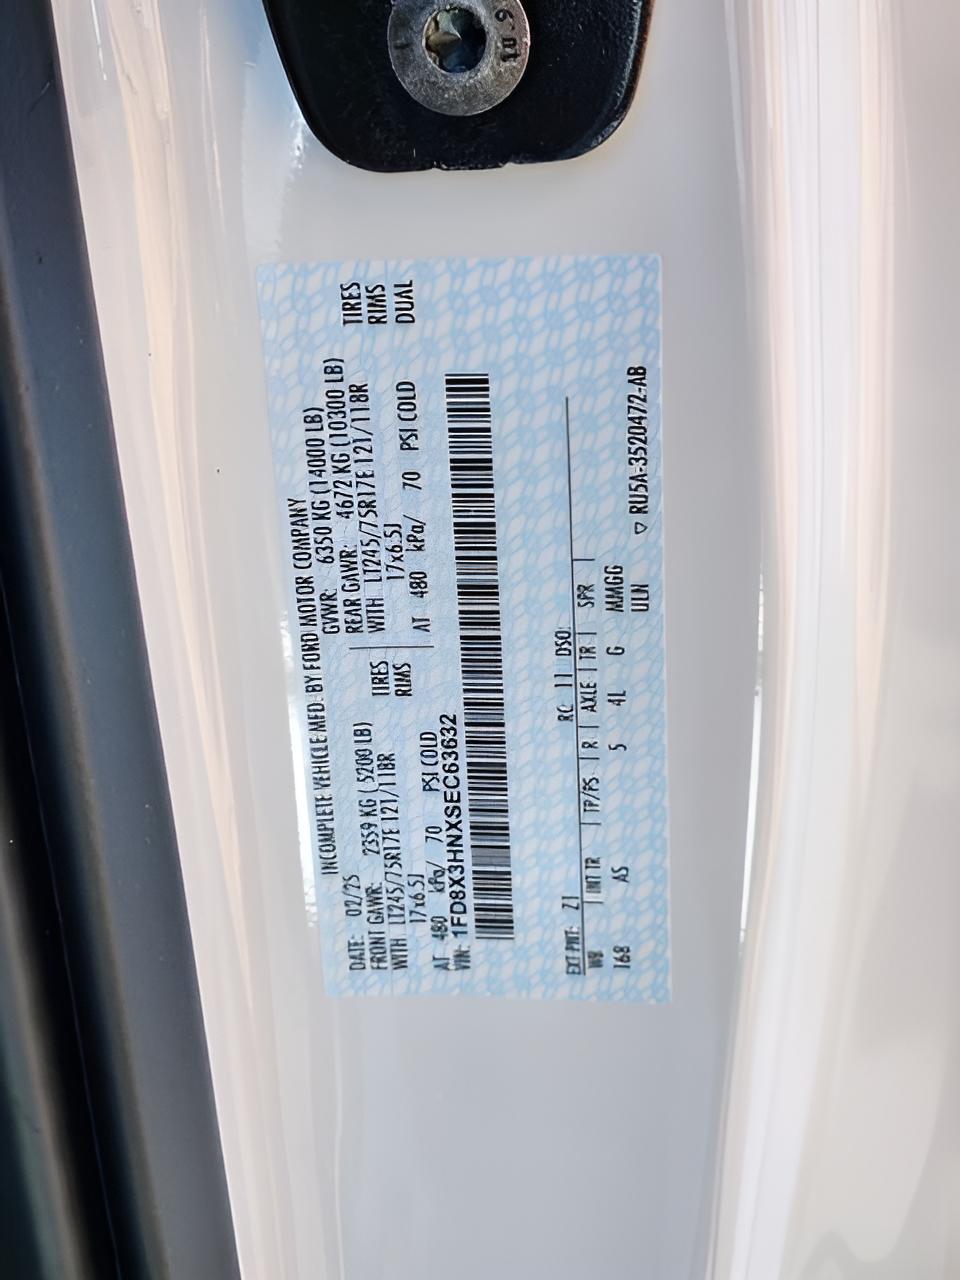 INCOMPLETE VEHICLE MFD. BY FORD MOTOR COMPANY
DATE: 02/25 GVWR: 6350 KG (14000 LB)
FRONT GAWR: 2359 KG (5200 LB) REAR GAWR: 4672 KG (10300 LB)
WITH LT245/75R17E 121/118R TIRES WITH LT245/75R17E 121/118R TIRES
17x6.5J RIMS 17x6.5J RIMS
AT 480 kPa/ 70 PSI COLD AT 480 kPa/ 70 PSI COLD DUAL
VIN: 1FD8X3HNXSEC63632
EXT PNT: Z1 RC 11 DSO:
WB INT TR TP/PS R AXLE TR SPR
168 AS 5 4L G MMGG
ULN
▽ RU5A-3520472-AB